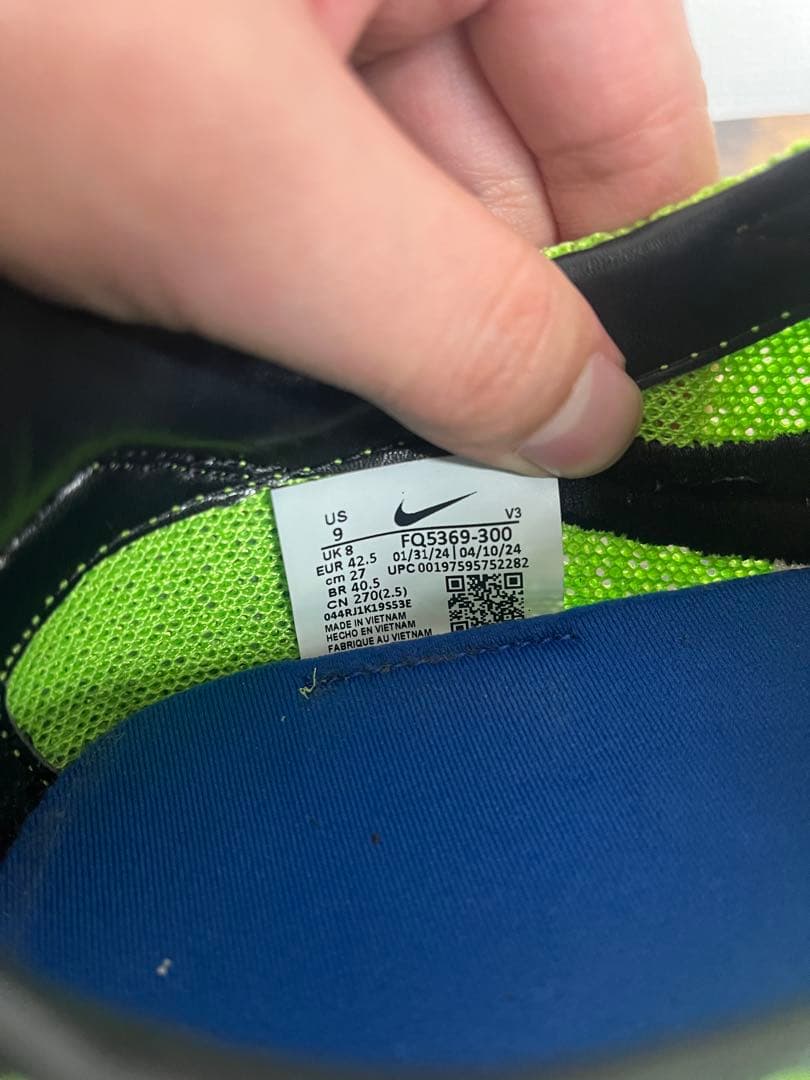 US
9
UK 8
EUR 42.5
cm 27
BR 40.5
CN 270(2.5)
044RJ1K19S53E
MADE IN VIETNAM
HECHO EN VIETNAM
FABRIQUE AU VIETNAM
V3
FQ5369-300
01/31/24 | 04/10/24
UPC 00197595752282